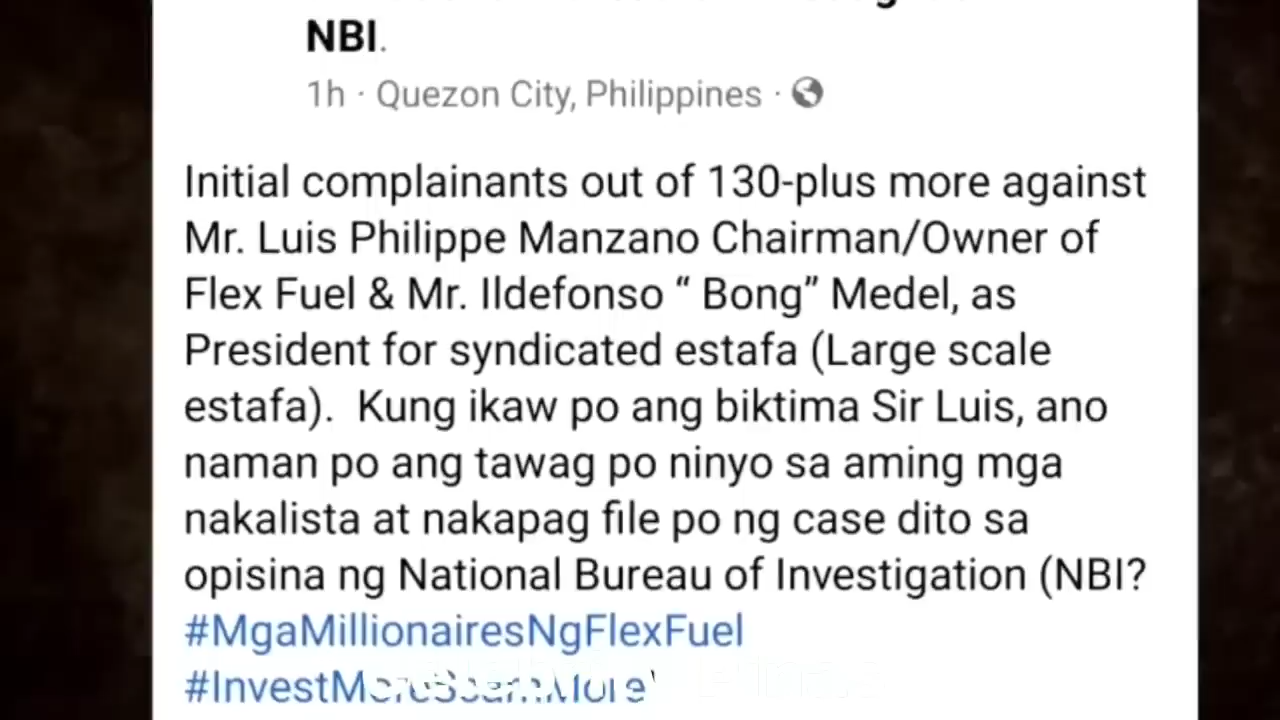 NBI.
1h · Quezon City, Philippines ·
Initial complainants out of 130-plus more against
Mr. Luis Philippe Manzano Chairman/Owner of
Flex Fuel & Mr. Ildefonso “ Bong” Medel, as
President for syndicated estafa (Large scale
estafa).  Kung ikaw po ang biktima Sir Luis, ano
naman po ang tawag po ninyo sa aming mga
nakalista at nakapag file po ng case dito sa
opisina ng National Bureau of Investigation (NBI?
#MgaMillionairesNgFlexFuel
#InvestMoreScamMore